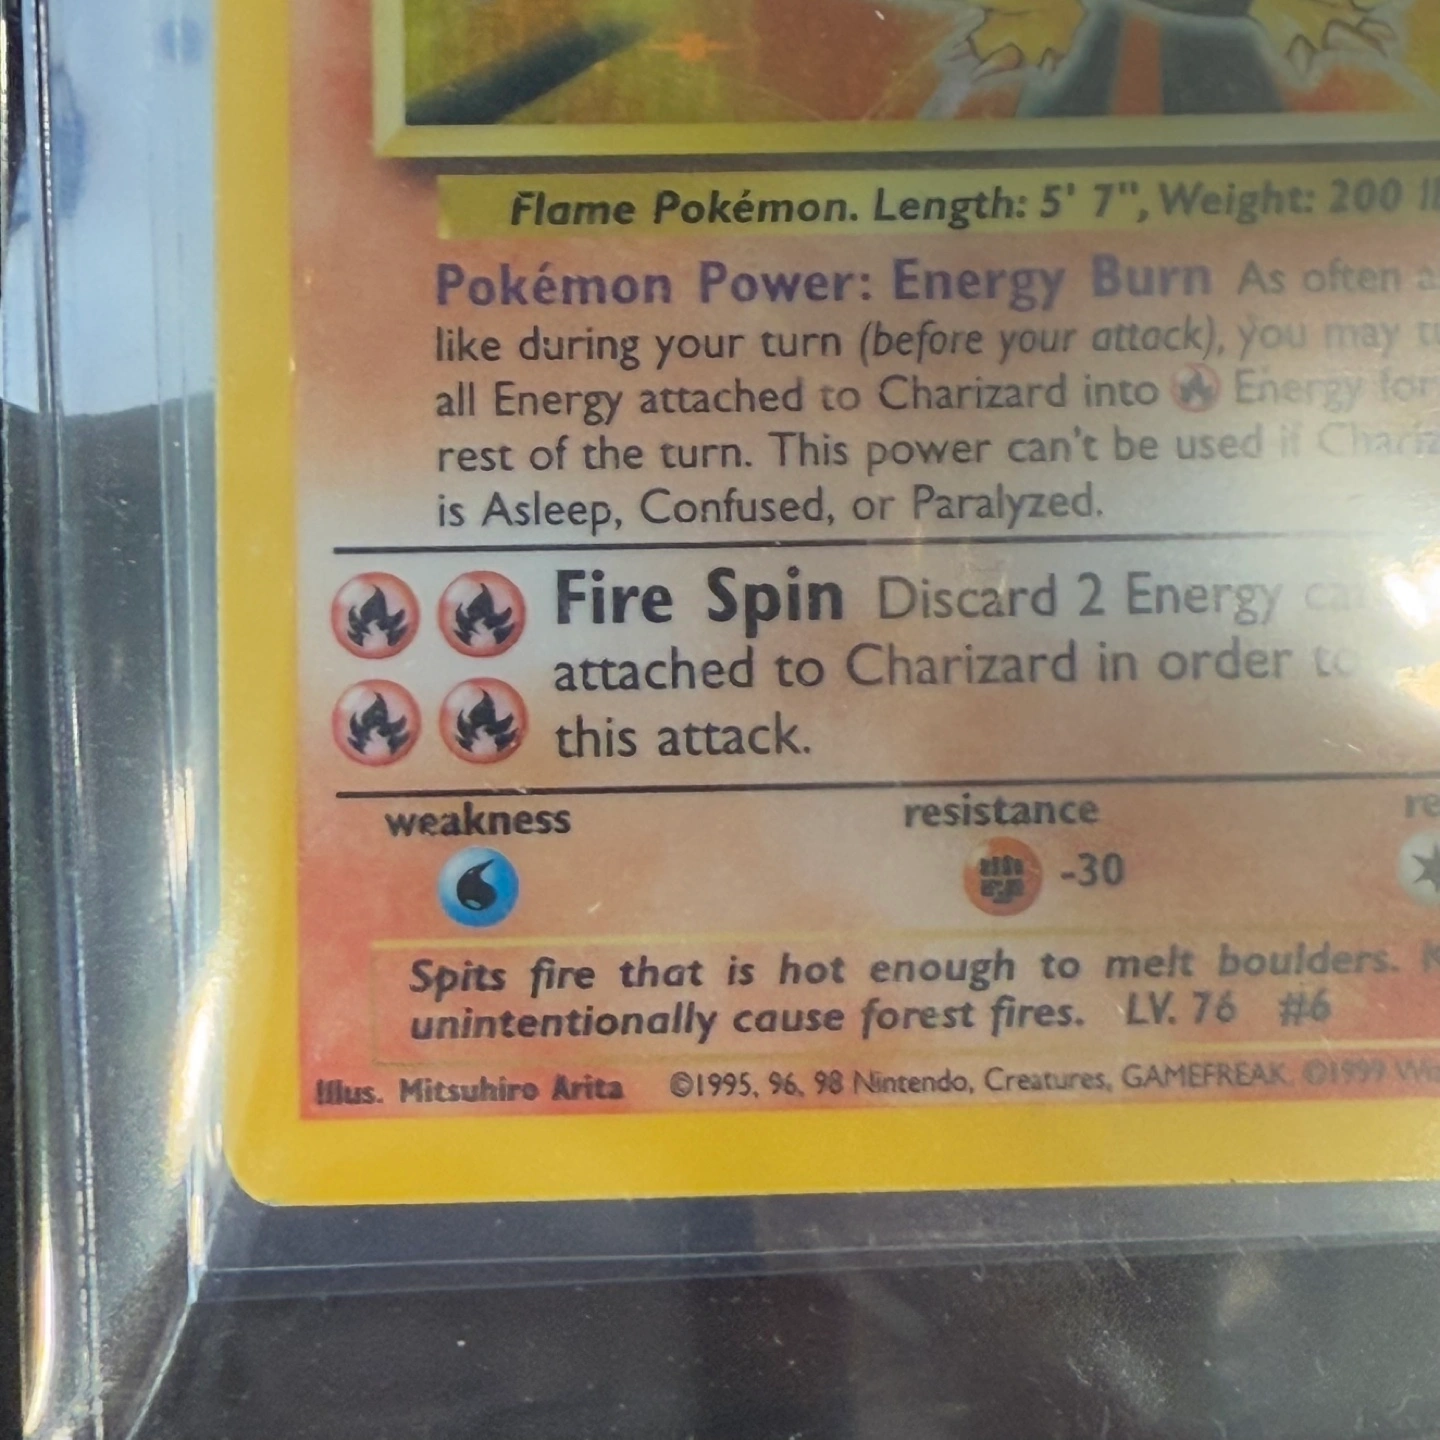 Flame Pokémon. Length: 5' 7", Weight: 200
Pokémon Power: Energy Burn As often
like during your turn (before your attack), you may
all Energy attached to Charizard into Energy for
rest of the turn. This power can't be used if
is Asleep, Confused, or Paralyzed.
Fire Spin Discard 2 Energy
attached to Charizard in order to
this attack.
weakness resistance
-30
Spits fire that is hot enough to melt boulders.
unintentionally cause forest fires. LV. 76 #6
Illus. Mitsuhiro Arita ©1995, 96, 98 Nintendo, Creatures, GAMEFREAK. ©1999